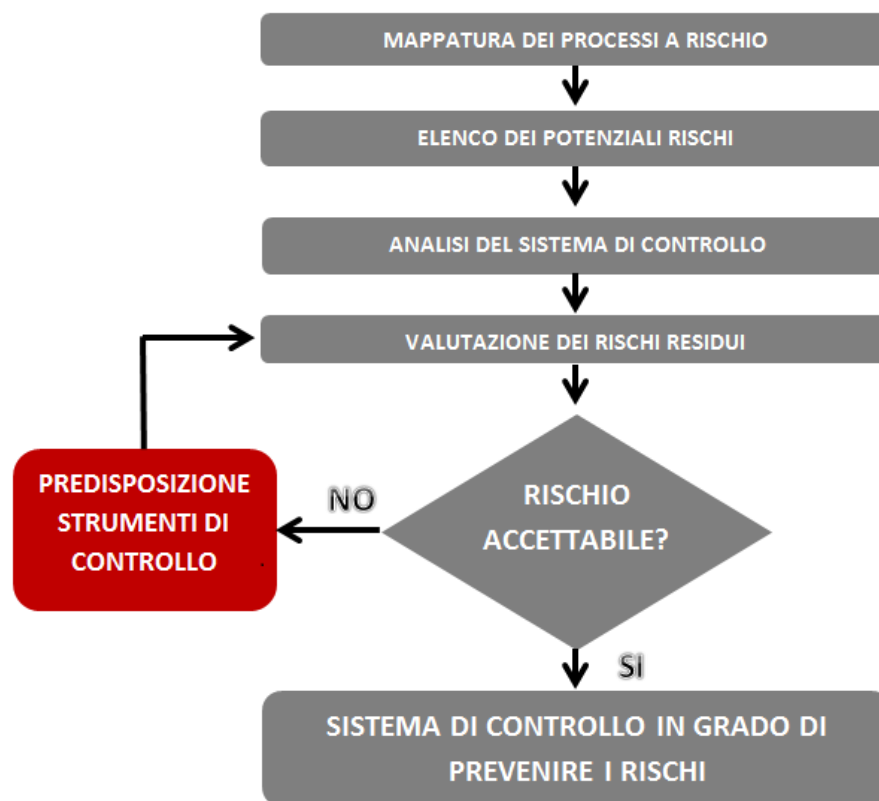 MAPPATURA DEI PROCESSI A RISCHIO
ELENCO DEI POTENZIALI RISCHI
ANALISI DEL SISTEMA DI CONTROLLO
VALUTAZIONE DEI RISCHI RESIDUI
RISCHIO
ACCETTABILE?
NO
PREDISPOSIZIONE
STRUMENTI DI
CONTROLLO
SI
SISTEMA DI CONTROLLO IN GRADO DI
PREVENIRE I RISCHI